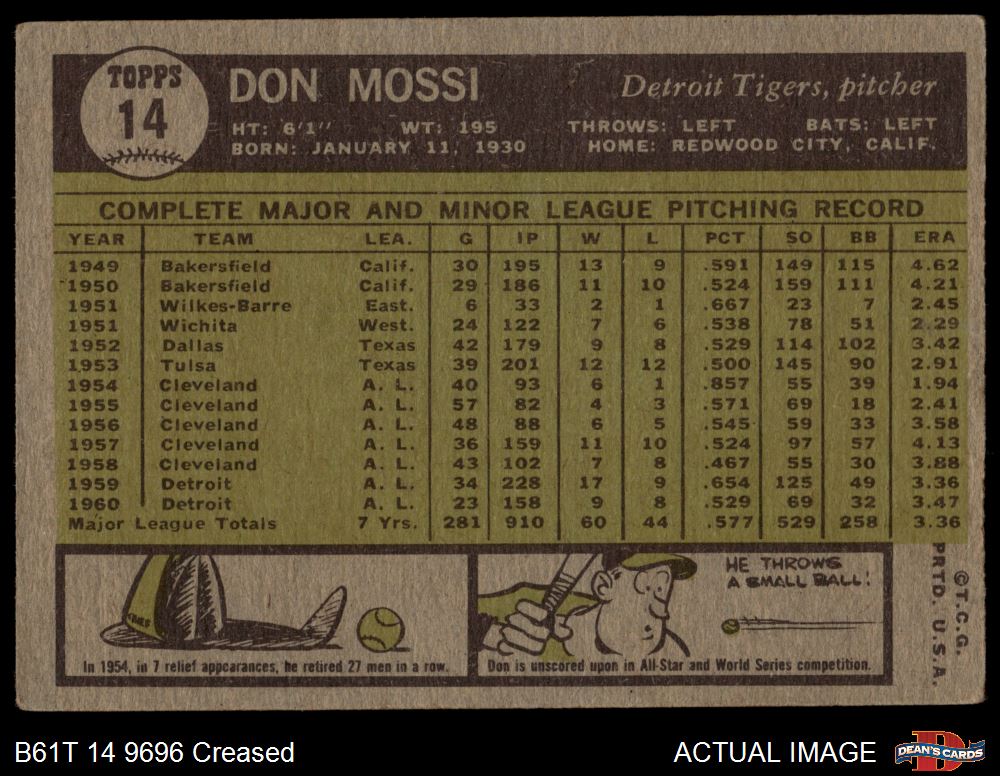 TOPPS
14
DON MOSSI
Detroit Tigers, pitcher
HT: 6'1" WT: 195 THROWS: LEFT BATS: LEFT
BORN: JANUARY 11, 1930 HOME: REDWOOD CITY, CALIF.
COMPLETE MAJOR AND MINOR LEAGUE PITCHING RECORD
YEAR TEAM LEA. G IP W L PCT SO BB ERA
1949 Bakersfield Calif. 30 195 13 9 .591 149 115 4.62
1950 Bakersfield Calif. 29 186 11 10 .524 159 111 4.21
1951 Wilkes-Barre East. 6 33 2 1 .667 23 7 2.45
1951 Wichita West. 24 122 7 6 .538 78 51 2.29
1952 Dallas Texas 42 179 9 8 .529 114 102 3.42
1953 Tulsa Texas 39 201 12 12 .500 145 90 2.91
1954 Cleveland A. L. 40 93 6 1 .857 55 39 1.94
1955 Cleveland A. L. 57 82 4 3 .571 69 18 2.41
1956 Cleveland A. L. 48 88 6 5 .545 59 33 3.58
1957 Cleveland A. L. 36 159 11 10 .524 97 57 4.13
1958 Cleveland A. L. 43 102 7 8 .467 55 30 3.88
1959 Detroit A. L. 34 228 17 9 .654 125 49 3.36
1960 Detroit A. L. 23 158 9 8 .529 69 32 3.47
Major League Totals 7 Yrs. 281 910 60 44 .577 529 258 3.36
In 1954, in 7 relief appearances, he retired 27 men in a row.
HE THROWS
A SMALL BALL!
Don is unscored upon in All-Star and World Series competition.
©T.C.G.
PRTD. U.S.A.
B61T 14 9696 Creased
ACTUAL IMAGE
DEAN'S CARDS